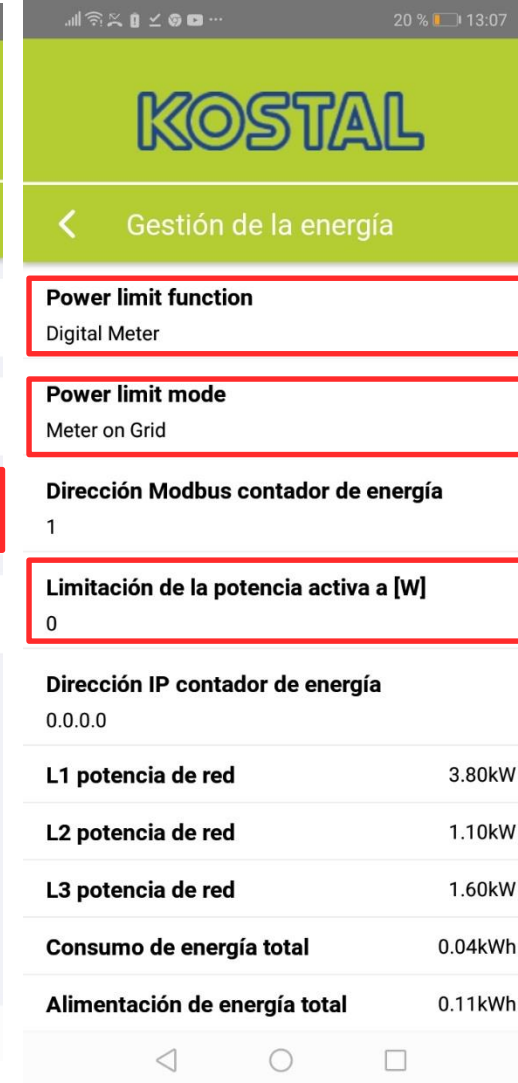 20 % 13:07
KOSTAL
Gestión de la energía
Power limit function
Digital Meter
Power limit mode
Meter on Grid
Dirección Modbus contador de energía
1
Limitación de la potencia activa a [W]
0
Dirección IP contador de energía
0.0.0.0
L1 potencia de red 3.80kW
L2 potencia de red 1.10kW
L3 potencia de red 1.60kW
Consumo de energía total 0.04kWh
Alimentación de energía total 0.11kWh